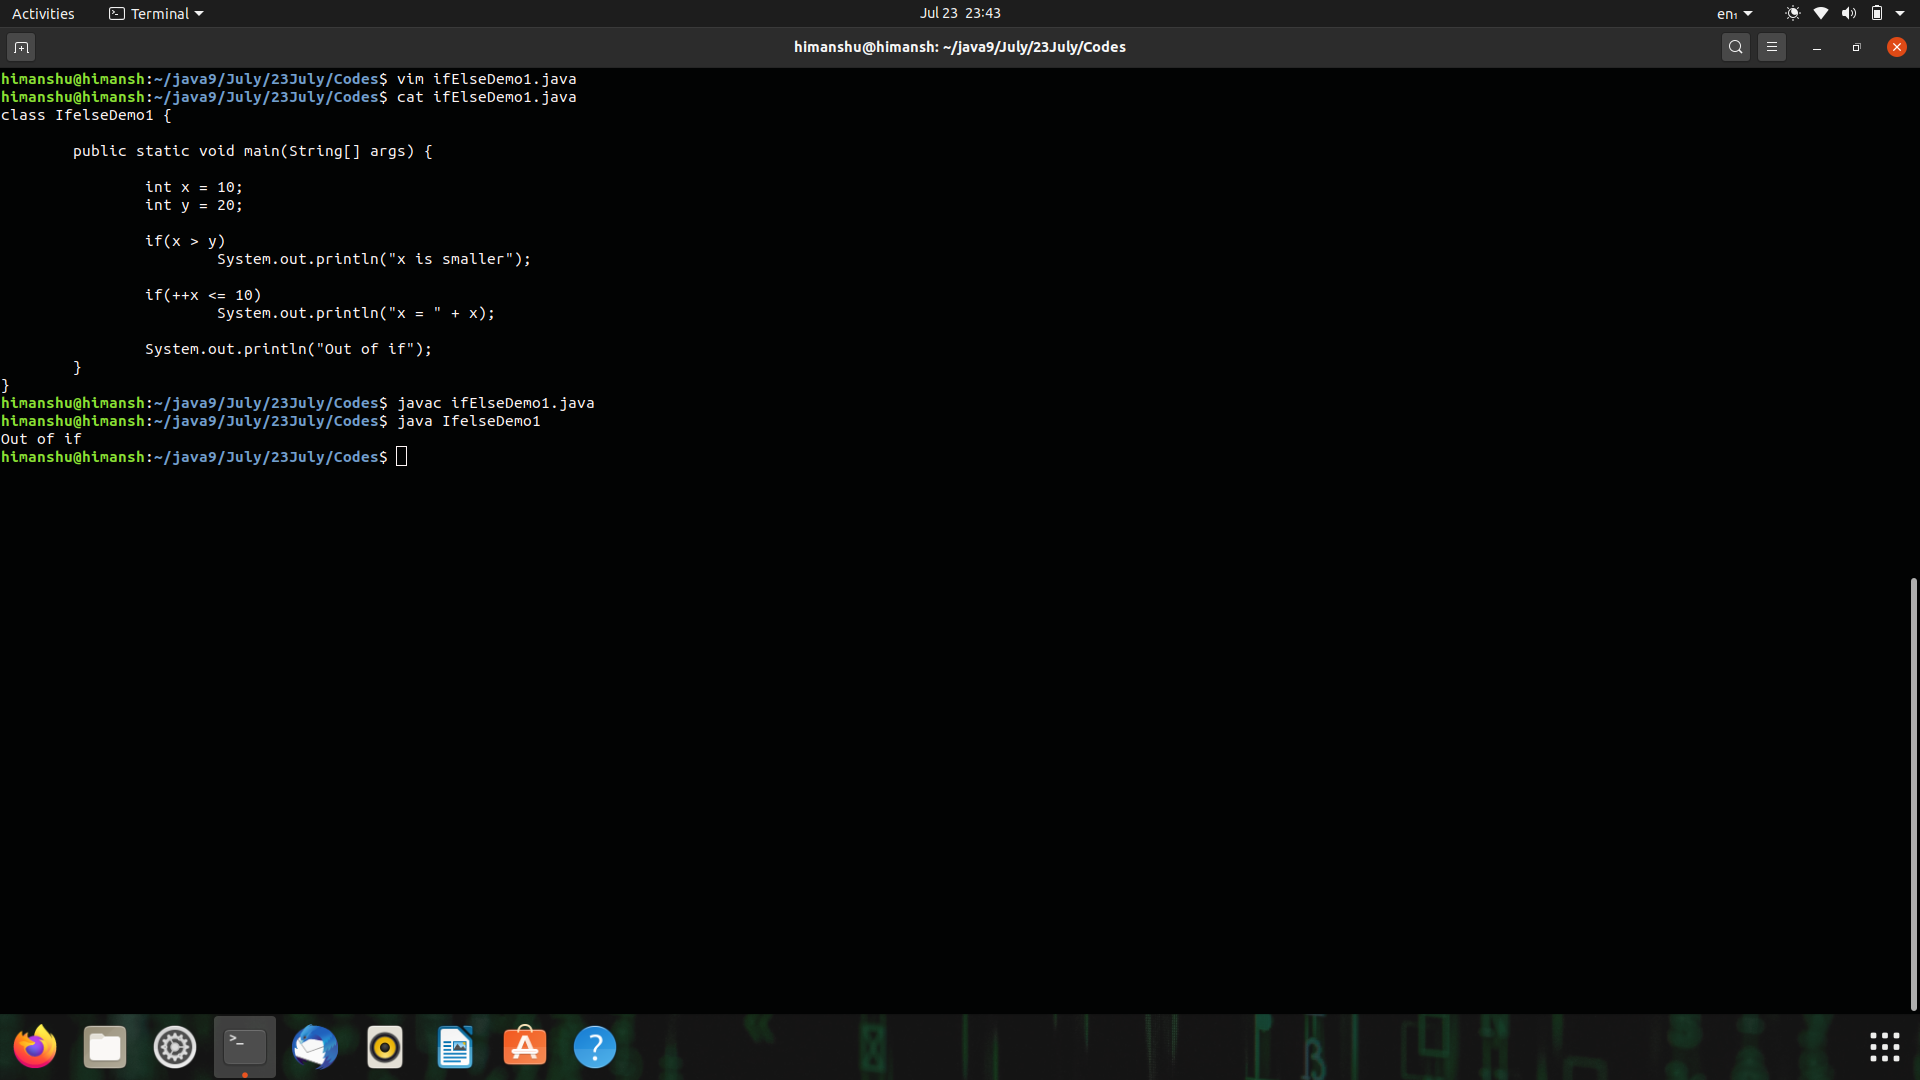 Activities Terminal Jul 23 23:43 en₁
himanshu@himansh: ~/java9/July/23July/Codes
himanshu@himansh:~/java9/July/23July/Codes$ vim ifElseDemo1.java
himanshu@himansh:~/java9/July/23July/Codes$ cat ifElseDemo1.java
class IfelseDemo1 {
public static void main(String[] args) {
int x = 10;
int y = 20;
if(x > y)
System.out.println("x is smaller");
if(++x <= 10)
System.out.println("x = " + x);
System.out.println("Out of if");
}
}
himanshu@himansh:~/java9/July/23July/Codes$ javac ifElseDemo1.java
himanshu@himansh:~/java9/July/23July/Codes$ java IfelseDemo1
Out of if
himanshu@himansh:~/java9/July/23July/Codes$